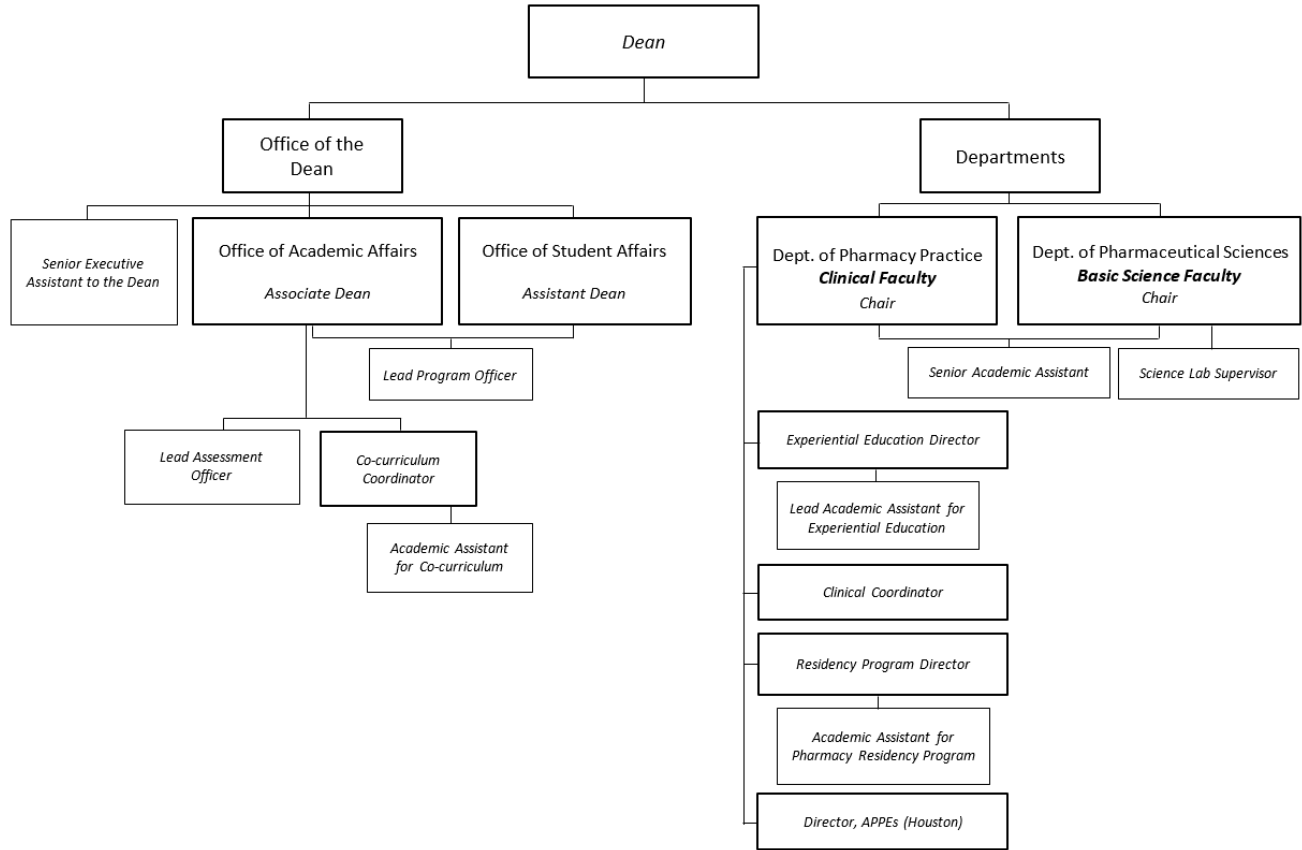 Dean
Office of the
Dean
Departments
Senior Executive
Assistant to the Dean
Office of Academic Affairs
Associate Dean
Office of Student Affairs
Assistant Dean
Dept. of Pharmacy Practice
Clinical Faculty
Chair
Dept. of Pharmaceutical Sciences
Basic Science Faculty
Chair
Lead Program Officer
Senior Academic Assistant
Science Lab Supervisor
Lead Assessment
Officer
Co-curriculum
Coordinator
Academic Assistant
for Co-curriculum
Experiential Education Director
Lead Academic Assistant for
Experiential Education
Clinical Coordinator
Residency Program Director
Academic Assistant for
Pharmacy Residency Program
Director, APPEs (Houston)